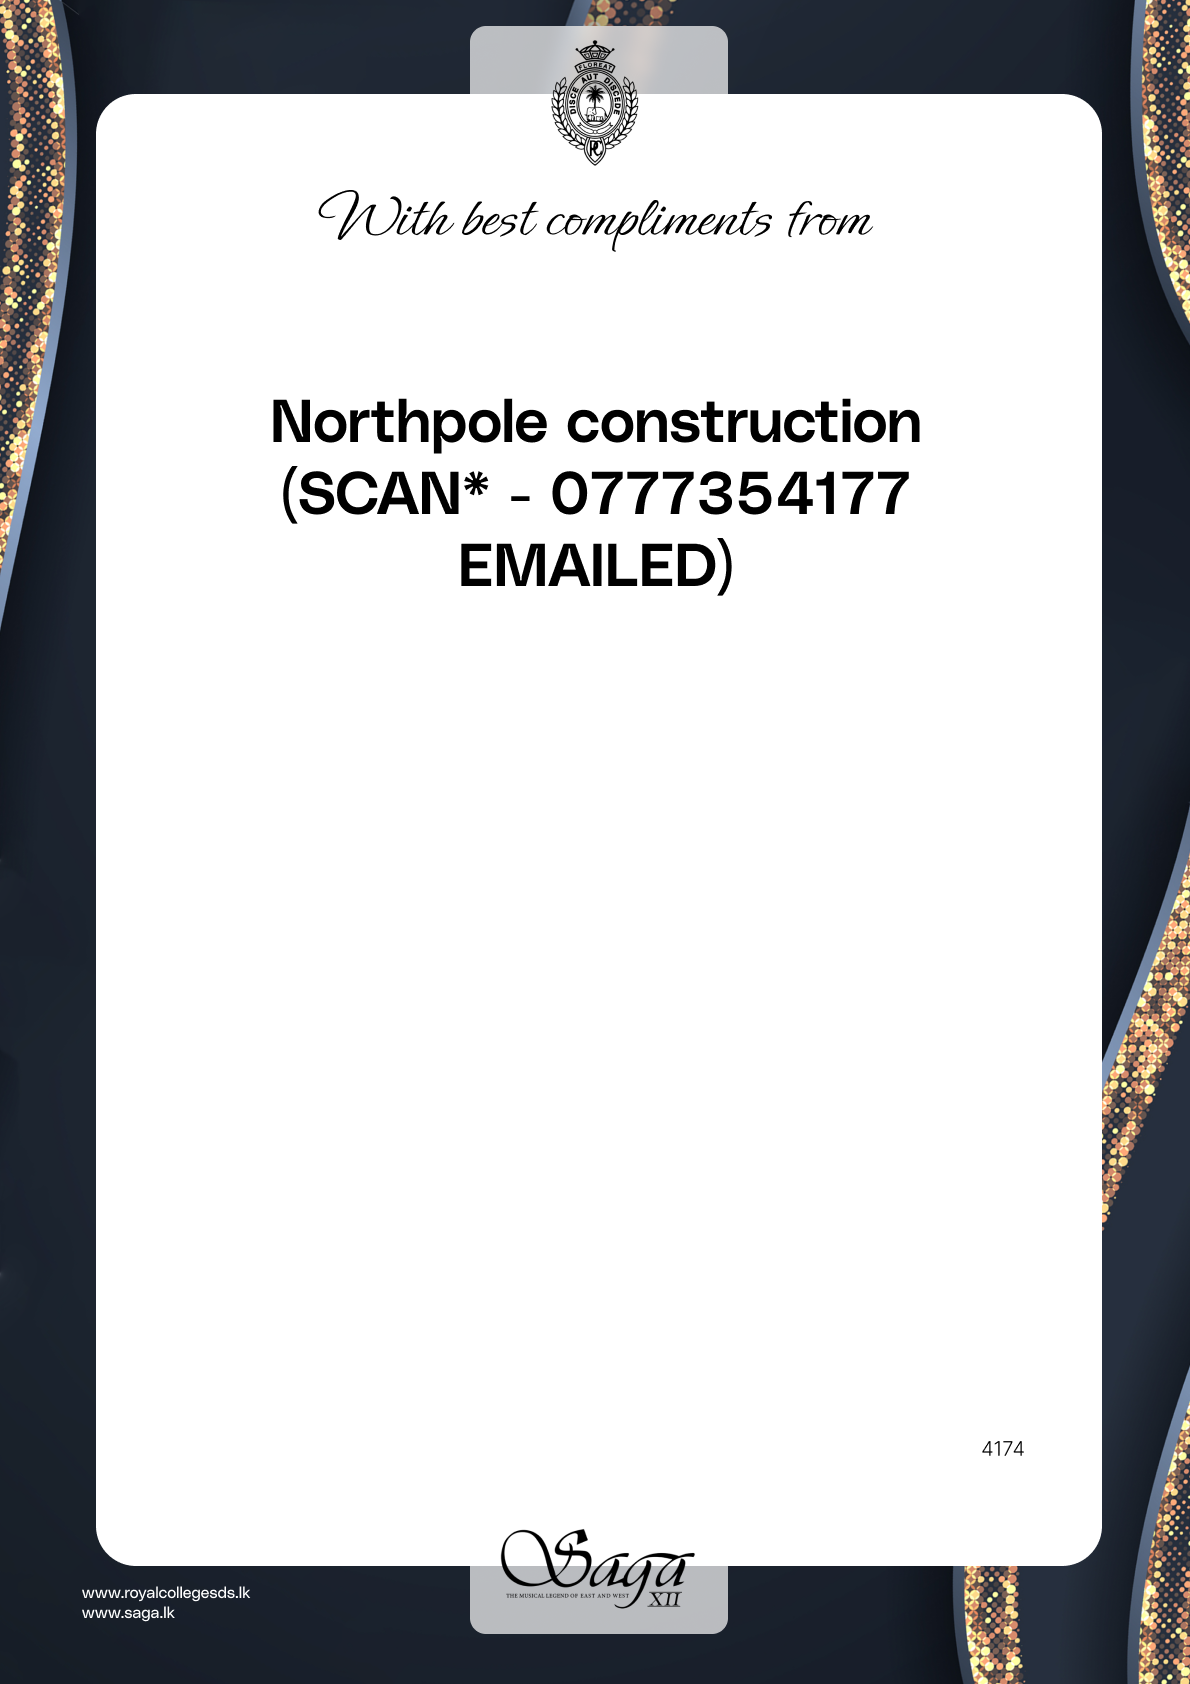 FLOREAT
DISCE AUT DISCEDE
RC
With best compliments from
Northpole construction
(SCAN* - 0777354177
EMAILED)
4174
Saga
THE MUSICAL LEGEND OF EAST AND WEST
XII
www.royalcollegesds.lk
www.saga.lk